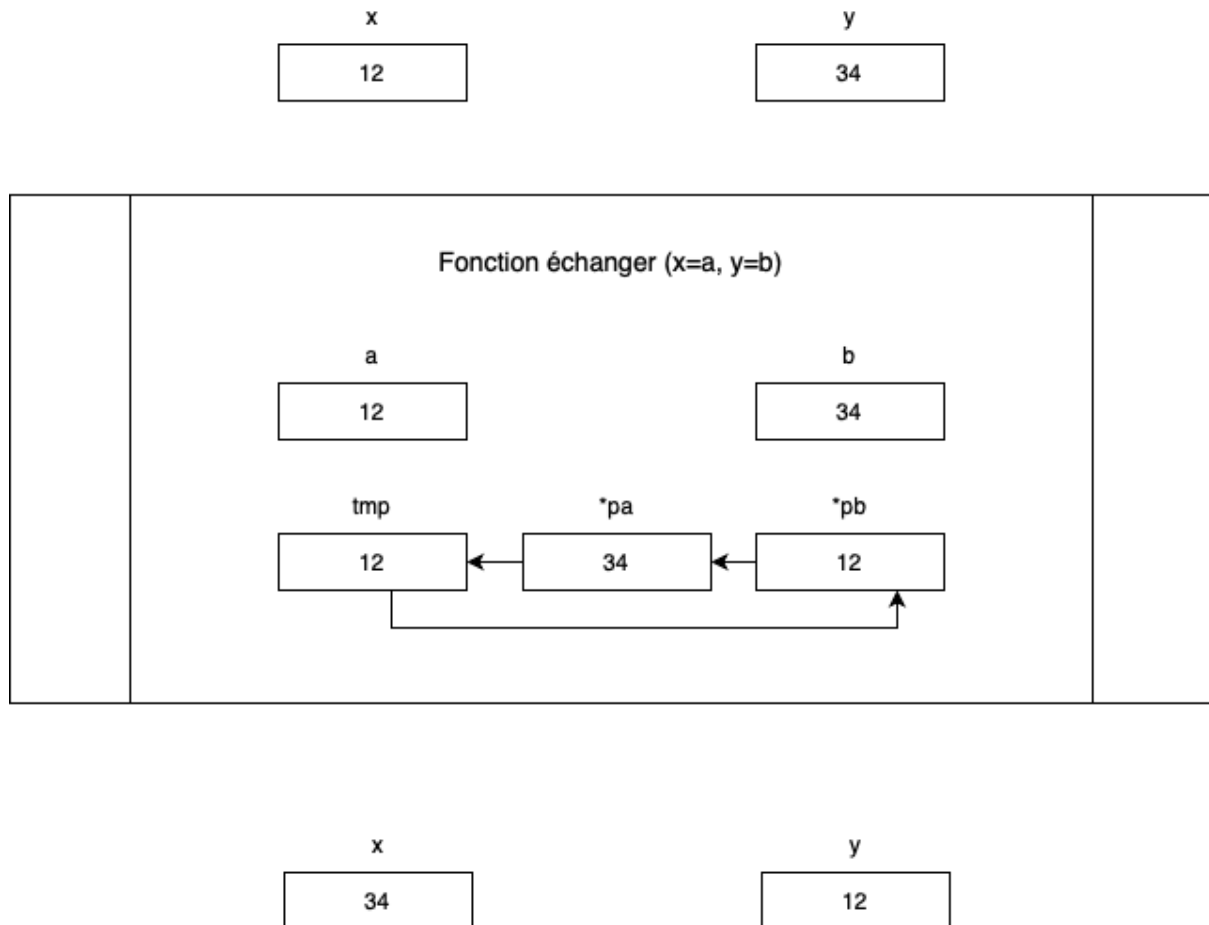 x y
12 34
Fonction échanger (x=a, y=b)
a b
12 34
tmp *pa *pb
12 34 12
x y
34 12